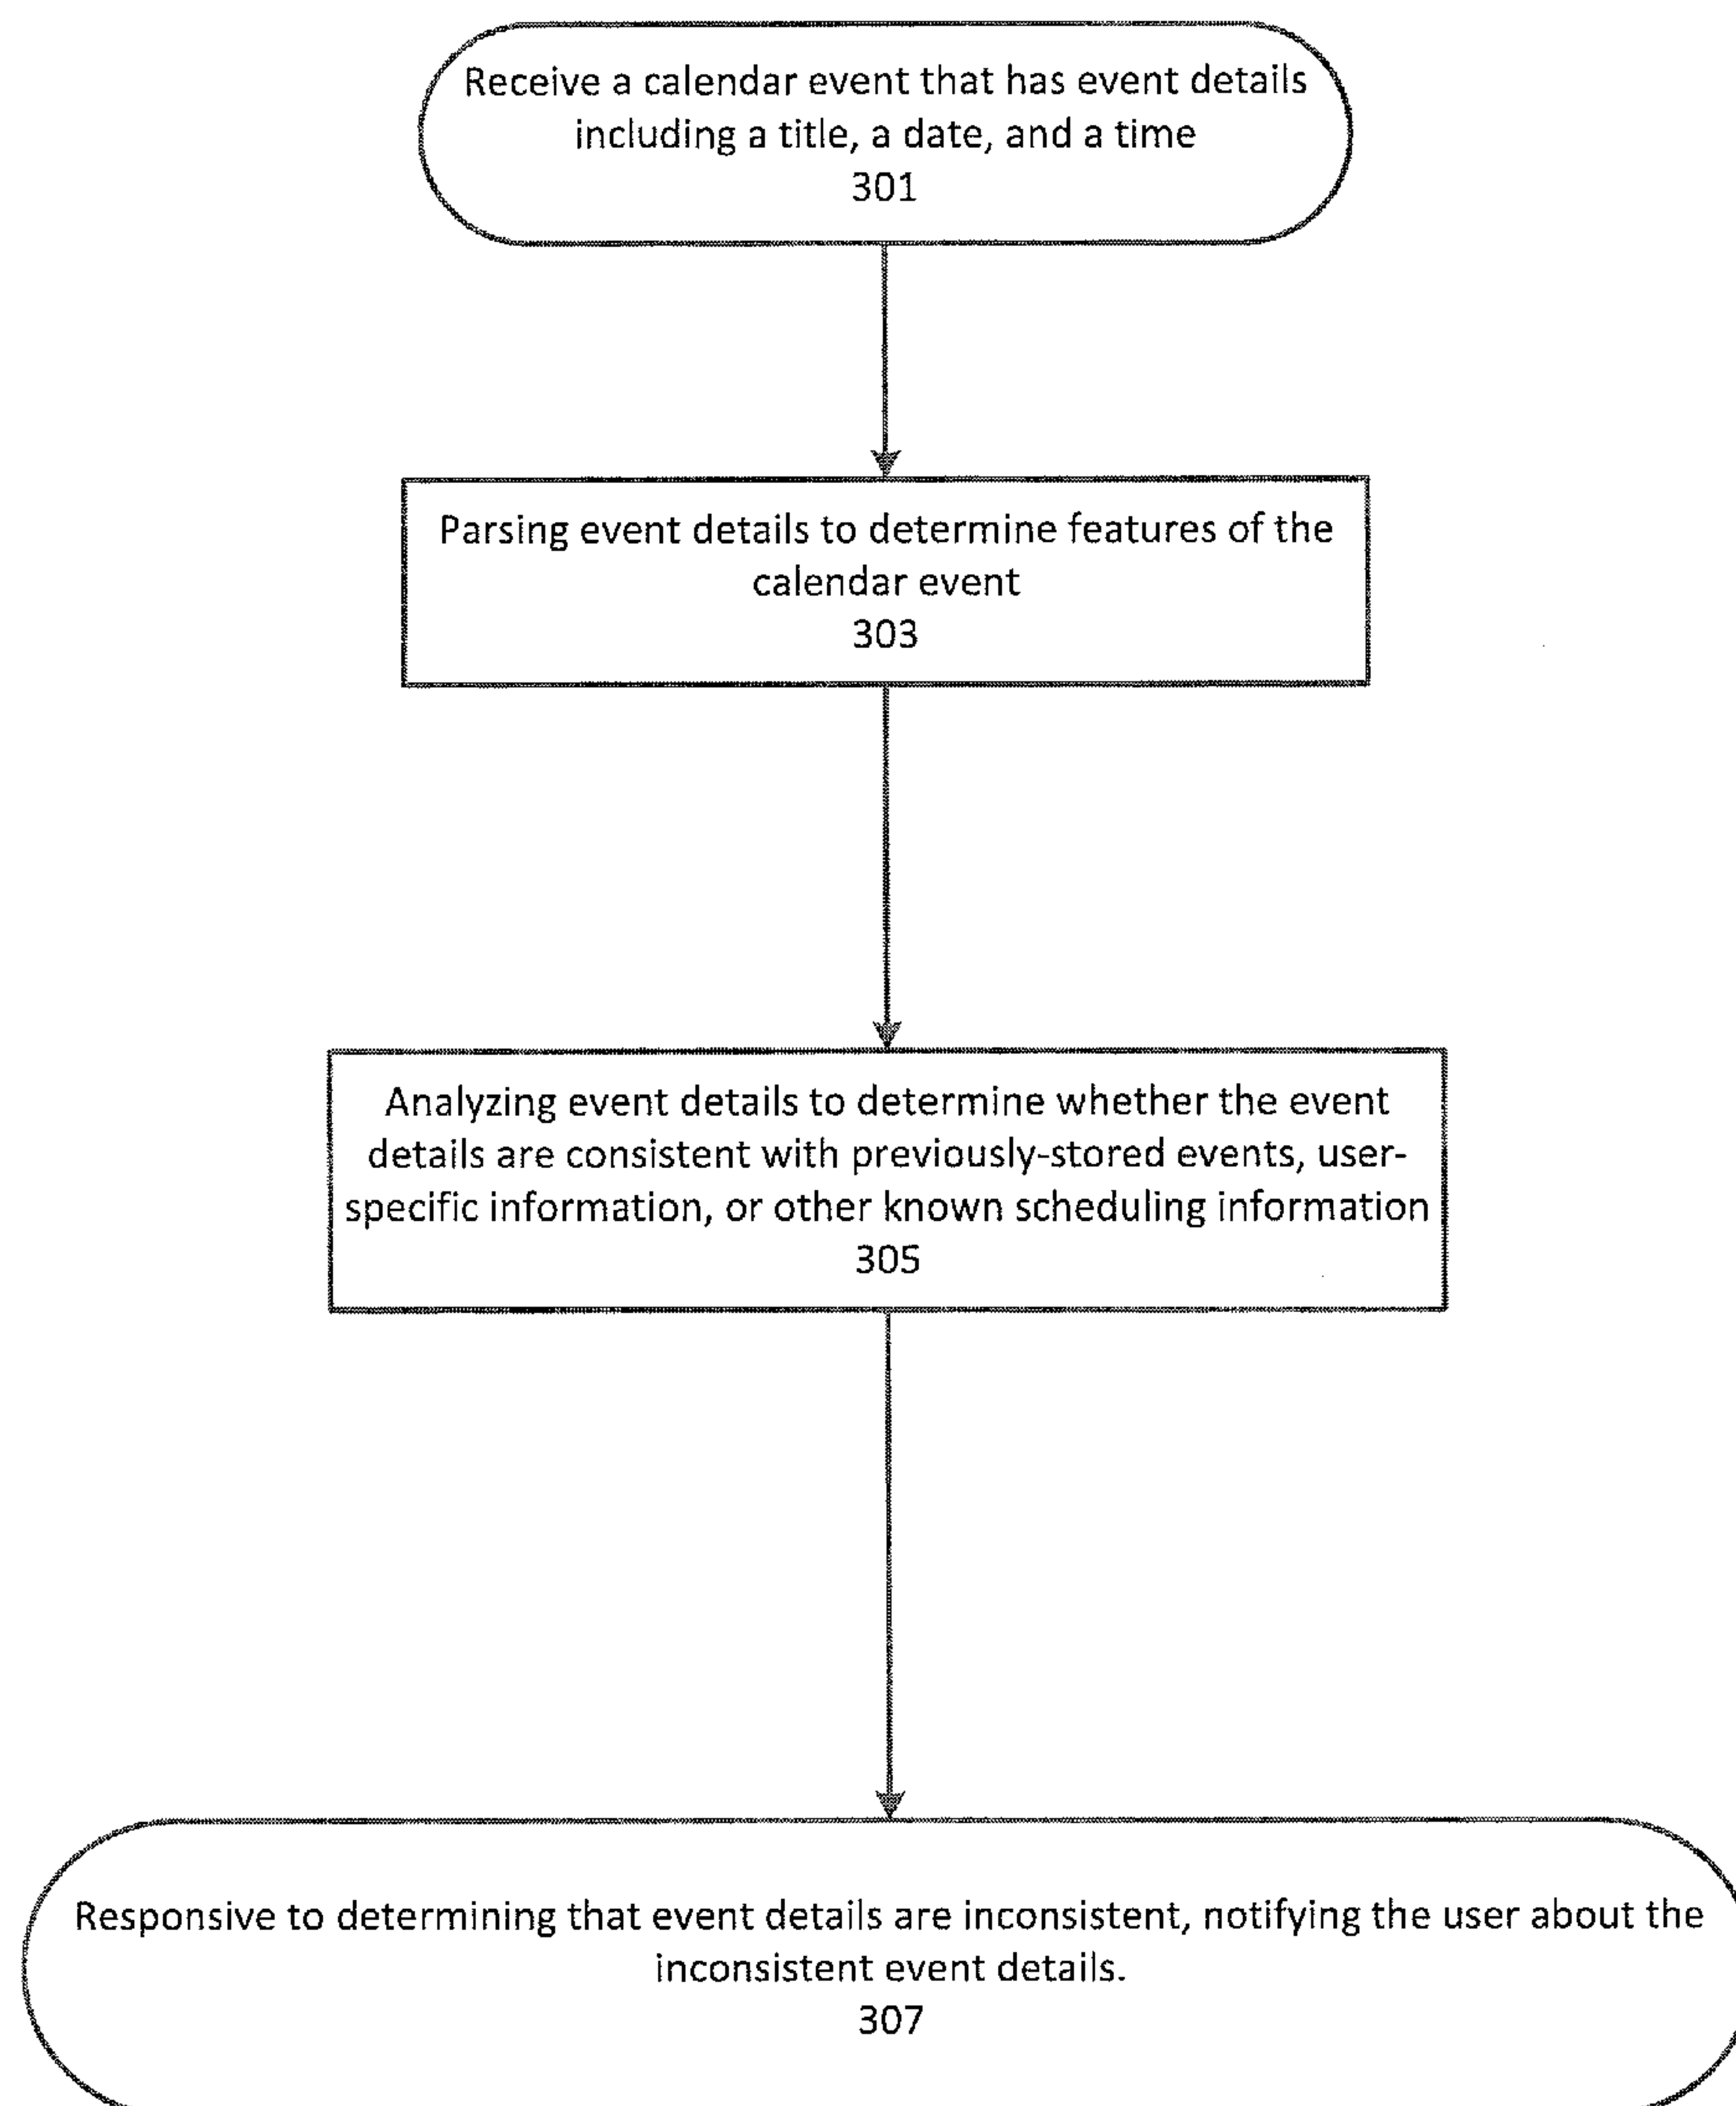 Receive a calendar event that has event details
including a title, a date, and a time
301
Parsing event details to determine features of the
calendar event
303
Analyzing event details to determine whether the event
details are consistent with previously-stored events, user-
specific information, or other known scheduling information
305
Responsive to determining that event details are inconsistent, notifying the user about the
inconsistent event details.
307